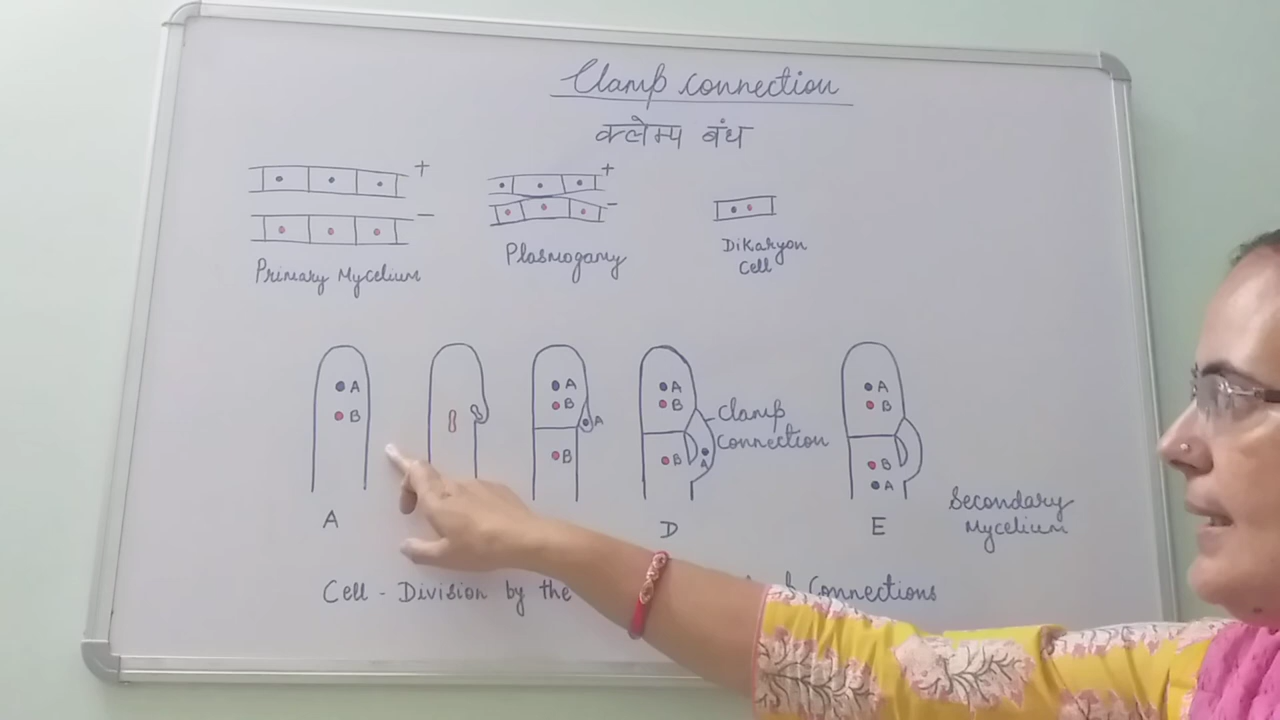 Clamp connection
क्लेम्प बंध
+
+
−
−
Primary Mycelium
Plasmogamy
Dikaryon
Cell
A
B
A
B
A
B
A
B
A
B
A
Clamp
Connection
A
B
B
A
A
D
E
Secondary
Mycelium
Cell - Division by the
Connections